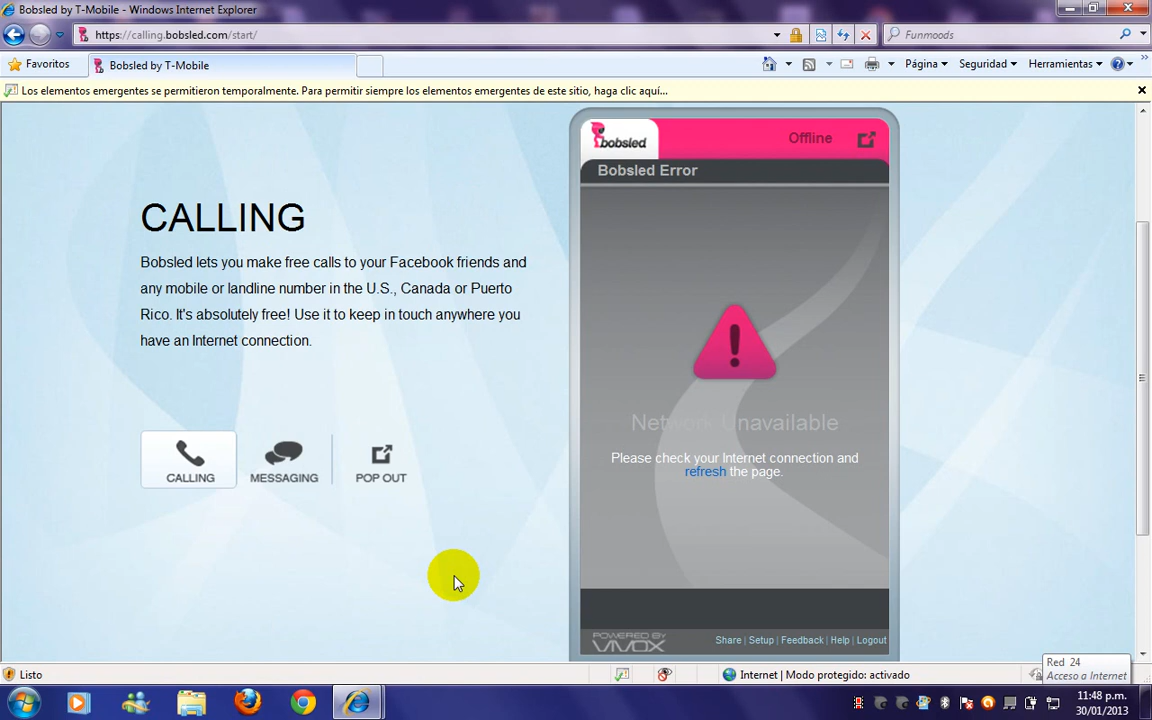 Bobsled by T-Mobile - Windows Internet Explorer
https://calling.bobsled.com/start/
Funmoods
Favoritos
Bobsled by T-Mobile
Página
Seguridad
Herramientas
Los elementos emergentes se permitieron temporalmente. Para permitir siempre los elementos emergentes de este sitio, haga clic aquí...
bobsled
Offline
Bobsled Error
CALLING
Bobsled lets you make free calls to your Facebook friends and
any mobile or landline number in the U.S., Canada or Puerto
Rico. It's absolutely free! Use it to keep in touch anywhere you
have an Internet connection.
Network Unavailable
Please check your Internet connection and
refresh the page.
CALLING
MESSAGING
POP OUT
POWERED BY
VIVOX
Share | Setup | Feedback | Help | Logout
Listo
Internet | Modo protegido: activado
Red 24
Acceso a Internet
11:48 p.m.
30/01/2013